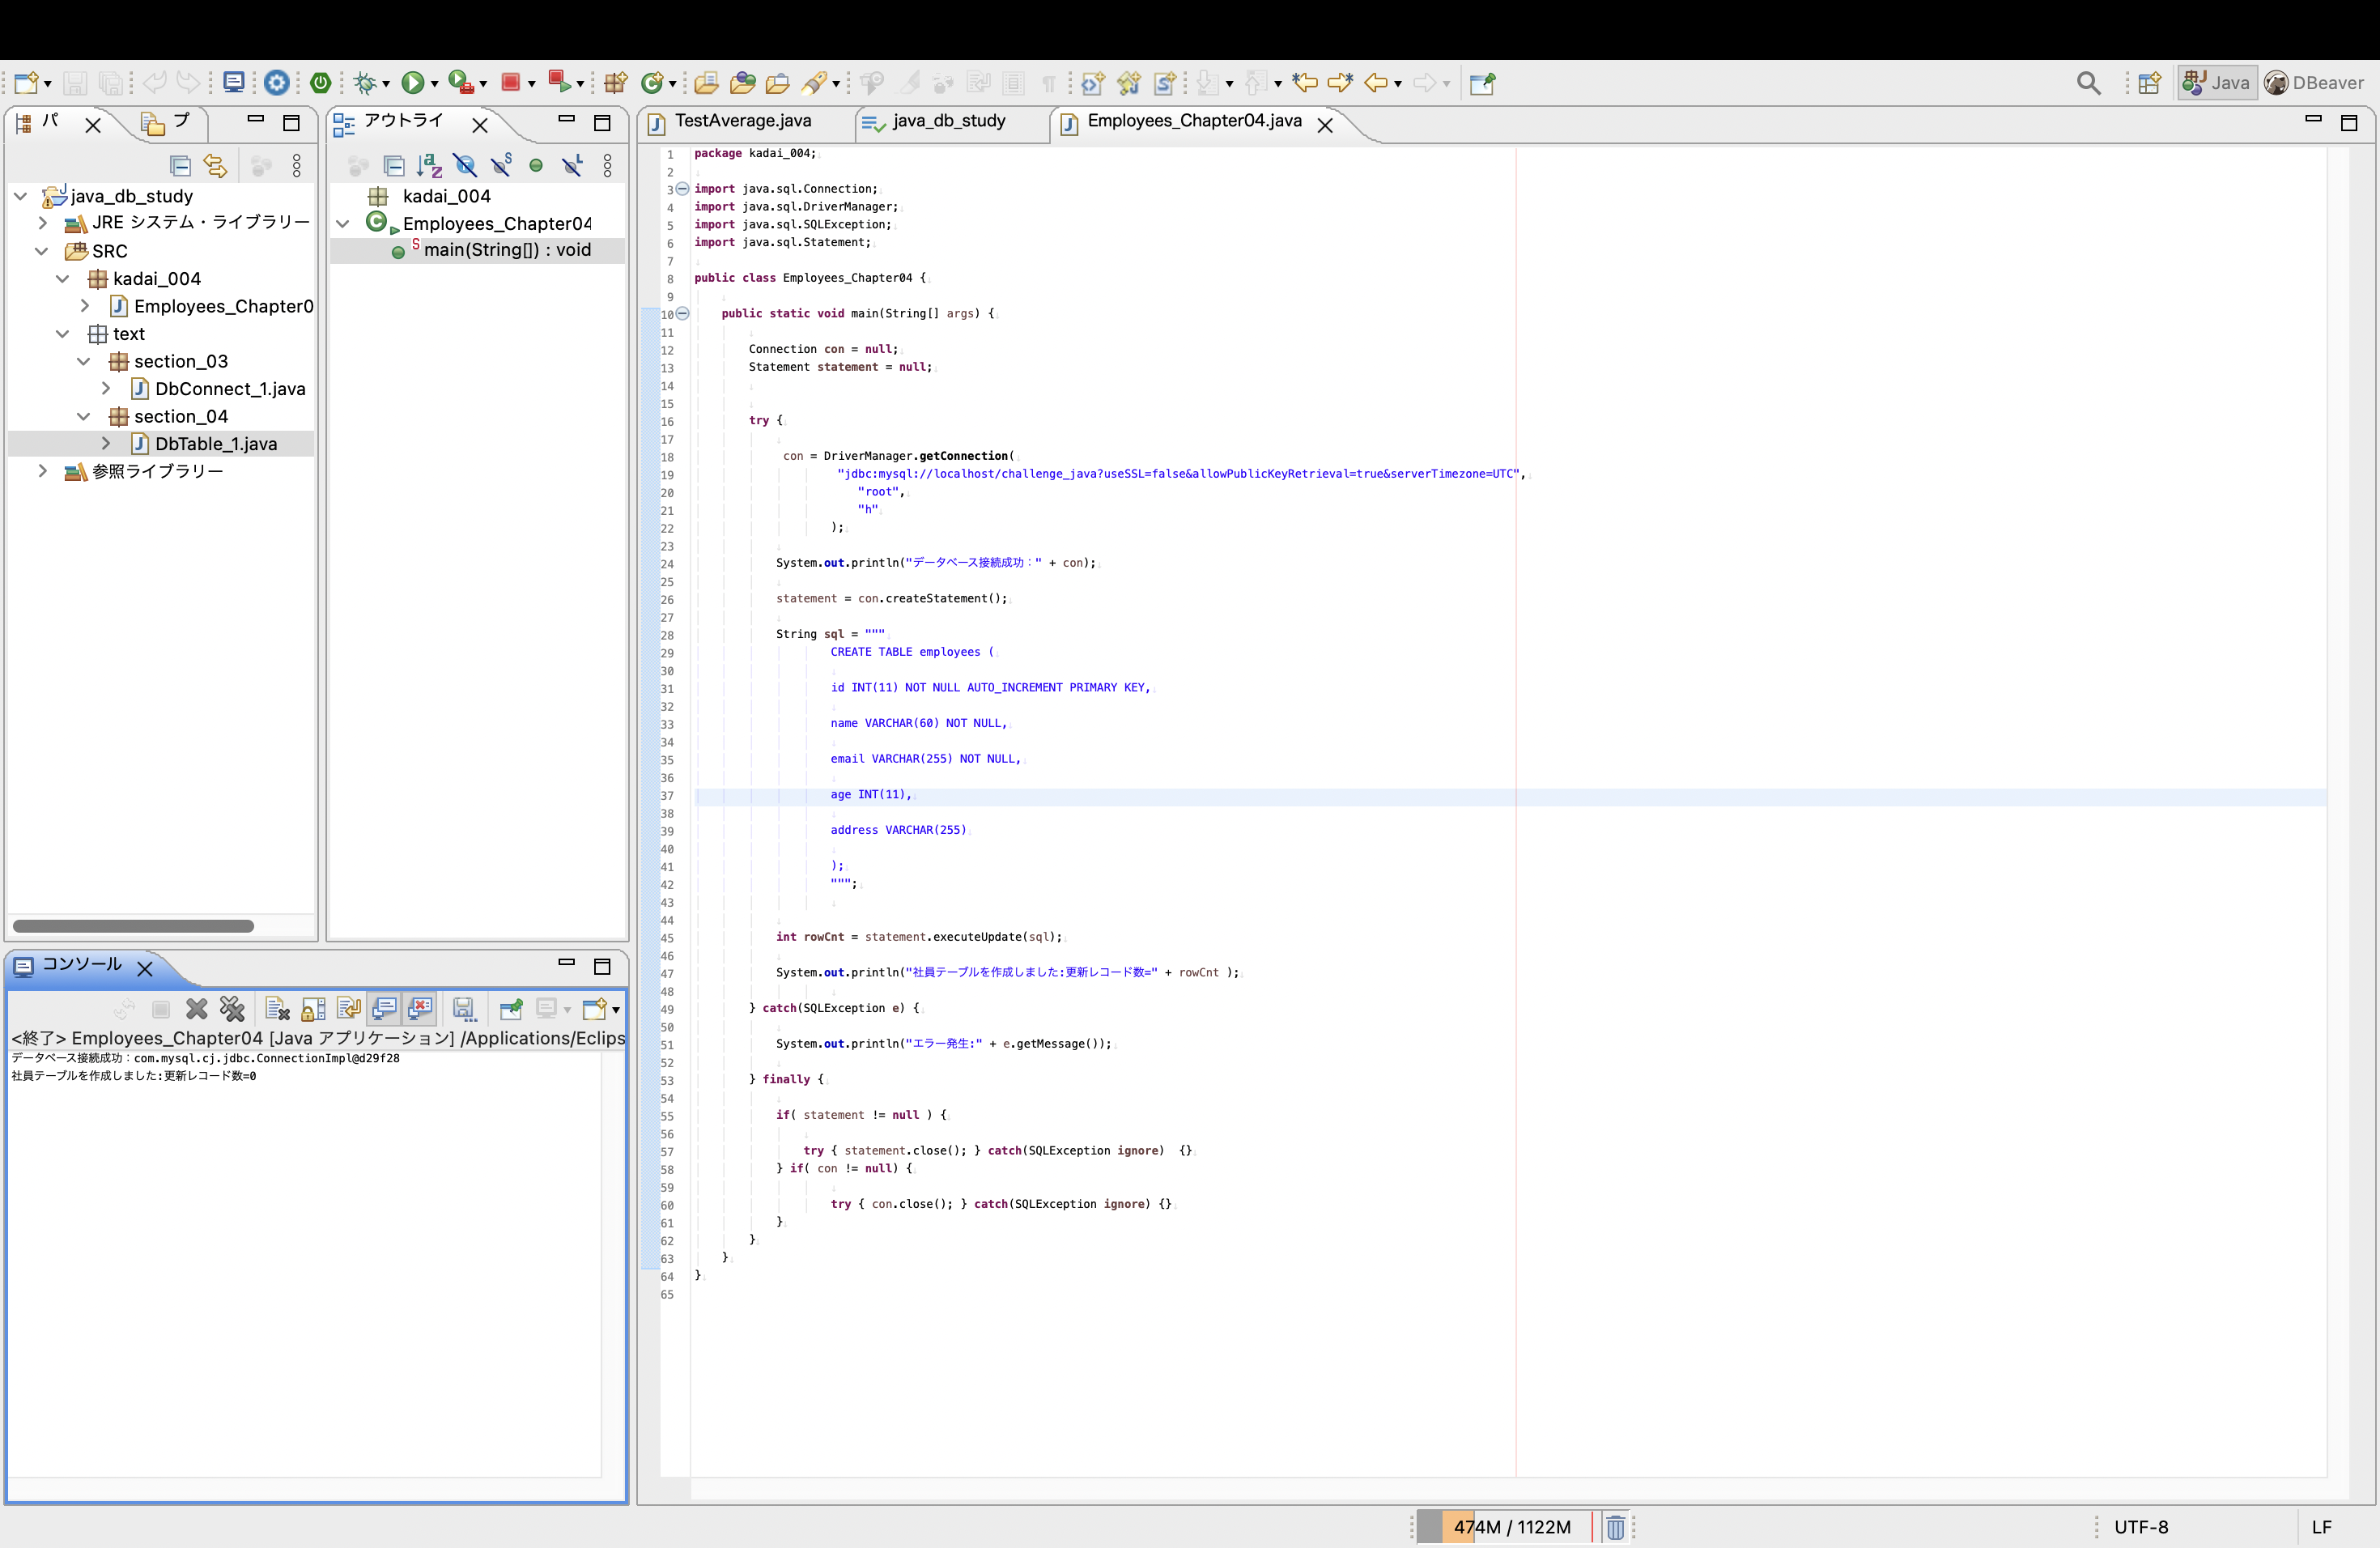 Java
DBeaver
パ
プ
java_db_study
JRE システム・ライブラリー
SRC
kadai_004
Employees_Chapter0
text
section_03
DbConnect_1.java
section_04
DbTable_1.java
参照ライブラリー
アウトライ
kadai_004
Employees_Chapter04
main(String[]) : void
コンソール
<終了> Employees_Chapter04 [Java アプリケーション] /Applications/Eclips
データベース接続成功：com.mysql.cj.jdbc.ConnectionImpl@d29f28
社員テーブルを作成しました:更新レコード数=0
TestAverage.java
java_db_study
Employees_Chapter04.java
1 package kadai_004;
2
3 import java.sql.Connection;
4 import java.sql.DriverManager;
5 import java.sql.SQLException;
6 import java.sql.Statement;
7
8 public class Employees_Chapter04 {
9
10 public static void main(String[] args) {
11
12 Connection con = null;
13 Statement statement = null;
14
15
16 try {
17
18 con = DriverManager.getConnection(
19 "jdbc:mysql://localhost/challenge_java?useSSL=false&allowPublicKeyRetrieval=true&serverTimezone=UTC",
20 "root",
21 "h"
22 );
23
24 System.out.println("データベース接続成功：" + con);
25
26 statement = con.createStatement();
27
28 String sql = """
29 CREATE TABLE employees (
30
31 id INT(11) NOT NULL AUTO_INCREMENT PRIMARY KEY,
32
33 name VARCHAR(60) NOT NULL,
34
35 email VARCHAR(255) NOT NULL,
36
37 age INT(11),
38
39 address VARCHAR(255)
40
41 );
42 """;
43
44
45 int rowCnt = statement.executeUpdate(sql);
46
47 System.out.println("社員テーブルを作成しました:更新レコード数=" + rowCnt );
48
49 } catch(SQLException e) {
50
51 System.out.println("エラー発生:" + e.getMessage());
52
53 } finally {
54
55 if( statement != null ) {
56
57 try { statement.close(); } catch(SQLException ignore)  {}
58 } if( con != null) {
59
60 try { con.close(); } catch(SQLException ignore) {}
61 }
62 }
63 }
64 }
65
474M / 1122M
UTF-8
LF